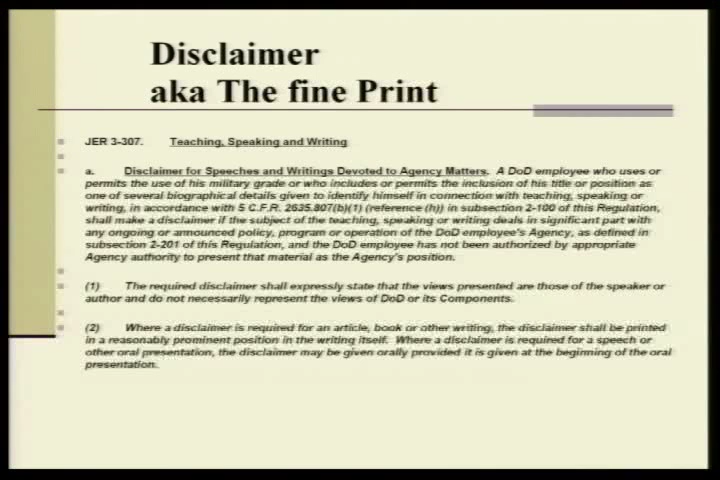 Disclaimer
aka The fine Print
JER 3-307. Teaching, Speaking and Writing
a. Disclaimer for Speeches and Writings Devoted to Agency Matters. A DoD employee who uses or
permits the use of his military grade or who includes or permits the inclusion of his title or position as
one of several biographical details given to identify himself in connection with teaching, speaking or
writing, in accordance with 5 C.F.R. 2635.807(b)(1) (reference (h)) in subsection 2-100 of this Regulation,
shall make a disclaimer if the subject of the teaching, speaking or writing deals in significant part with
any ongoing or announced policy, program or operation of the DoD employee's Agency, as defined in
subsection 2-201 of this Regulation, and the DoD employee has not been authorized by appropriate
Agency authority to present that material as the Agency's position.
(1) The required disclaimer shall expressly state that the views presented are those of the speaker or
author and do not necessarily represent the views of DoD or its Components.
(2) Where a disclaimer is required for an article, book or other writing, the disclaimer shall be printed
in a reasonably prominent position in the writing itself. Where a disclaimer is required for a speech or
other oral presentation, the disclaimer may be given orally provided it is given at the beginning of the oral
presentation.